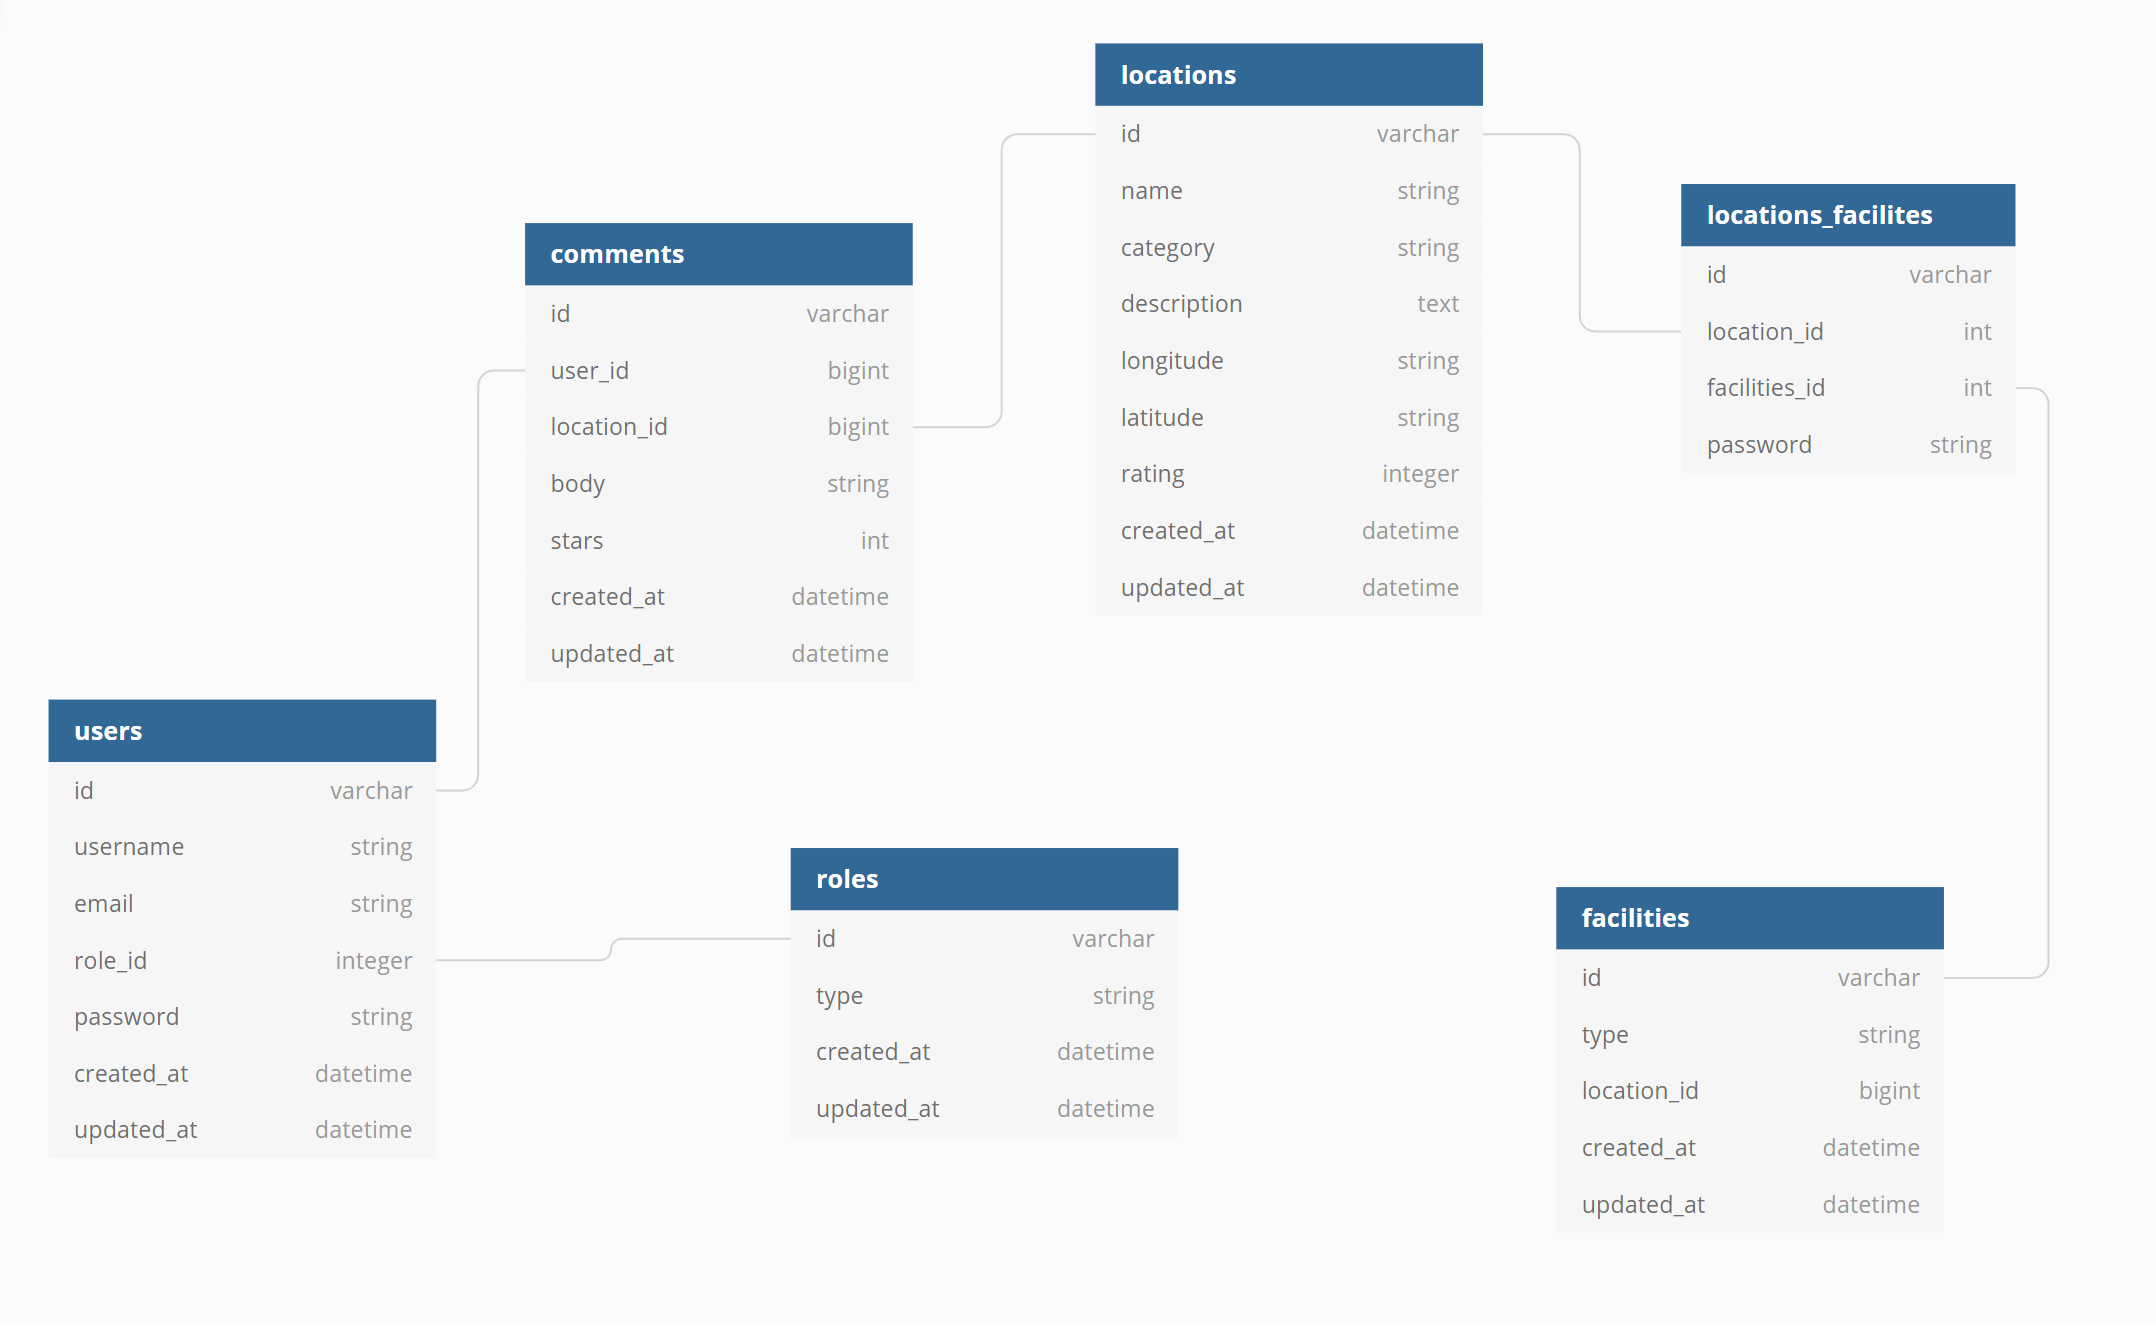 locations
id varchar
name string
category string
description text
longitude string
latitude string
rating integer
created_at datetime
updated_at datetime
locations_facilites
id varchar
location_id int
facilities_id int
password string
comments
id varchar
user_id bigint
location_id bigint
body string
stars int
created_at datetime
updated_at datetime
users
id varchar
username string
email string
role_id integer
password string
created_at datetime
updated_at datetime
roles
id varchar
type string
created_at datetime
updated_at datetime
facilities
id varchar
type string
location_id bigint
created_at datetime
updated_at datetime